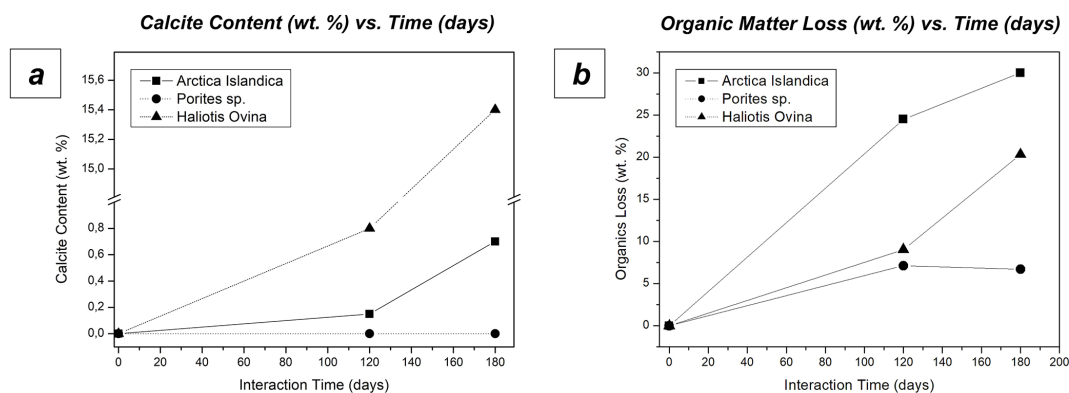 Calcite Content (wt. %) vs. Time (days)
a
Arctica Islandica
Porites sp.
Haliotis Ovina
Calcite Content (wt. %)
15,6
15,4
15,2
15,0
0,8
0,6
0,4
0,2
0,0
0 20 40 60 80 100 120 140 160 180
Interaction Time (days)
Organic Matter Loss (wt. %) vs. Time (days)
b
Arctica Islandica
Porites sp.
Haliotis Ovina
Organics Loss (wt. %)
30
25
20
15
10
5
0
0 20 40 60 80 100 120 140 160 180 200
Interaction Time (days)